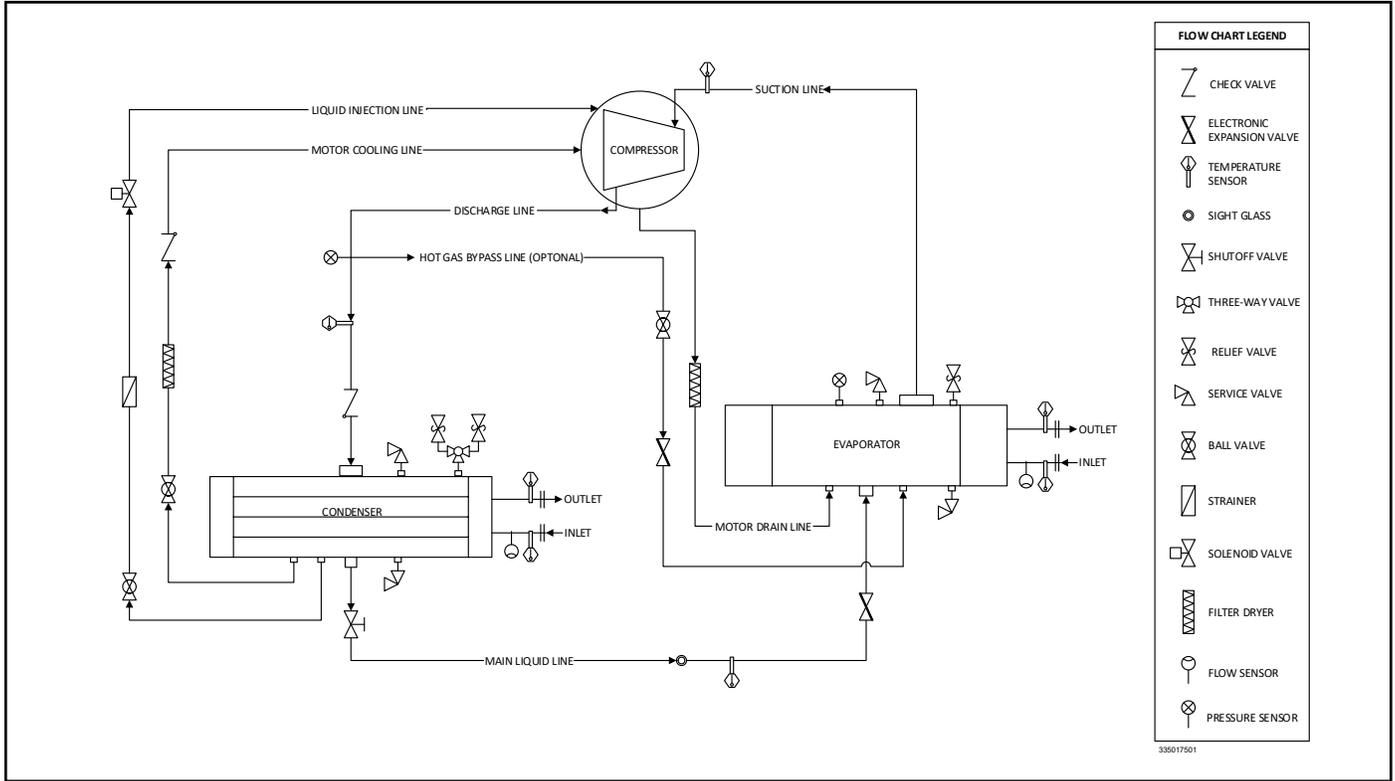 FLOW CHART LEGEND
CHECK VALVE
ELECTRONIC
EXPANSION VALVE
TEMPERATURE
SENSOR
SIGHT GLASS
SHUTOFF VALVE
THREE-WAY VALVE
RELIEF VALVE
SERVICE VALVE
BALL VALVE
STRAINER
SOLENOID VALVE
FILTER DRYER
FLOW SENSOR
PRESSURE SENSOR
335017501
SUCTION LINE
LIQUID INJECTION LINE
MOTOR COOLING LINE
COMPRESSOR
DISCHARGE LINE
HOT GAS BYPASS LINE (OPTIONAL)
EVAPORATOR
OUTLET
INLET
CONDENSER
OUTLET
INLET
MOTOR DRAIN LINE
MAIN LIQUID LINE